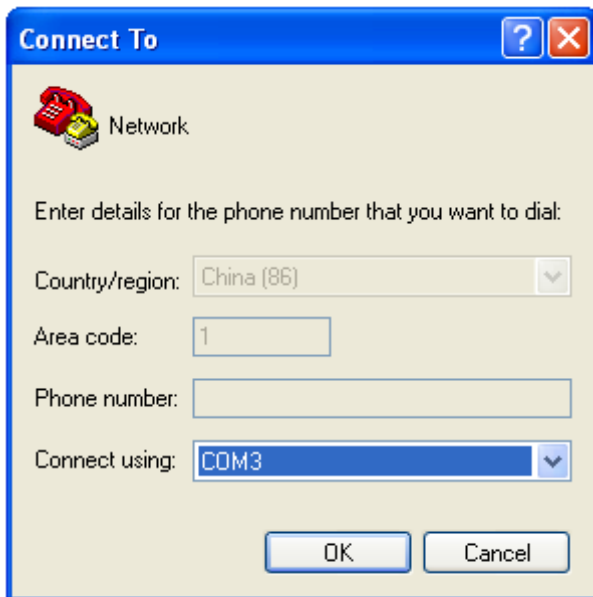 Connect To
?
Network
Enter details for the phone number that you want to dial:
Country/region: China (86)
Area code: 1
Phone number:
Connect using: COM3
OK Cancel